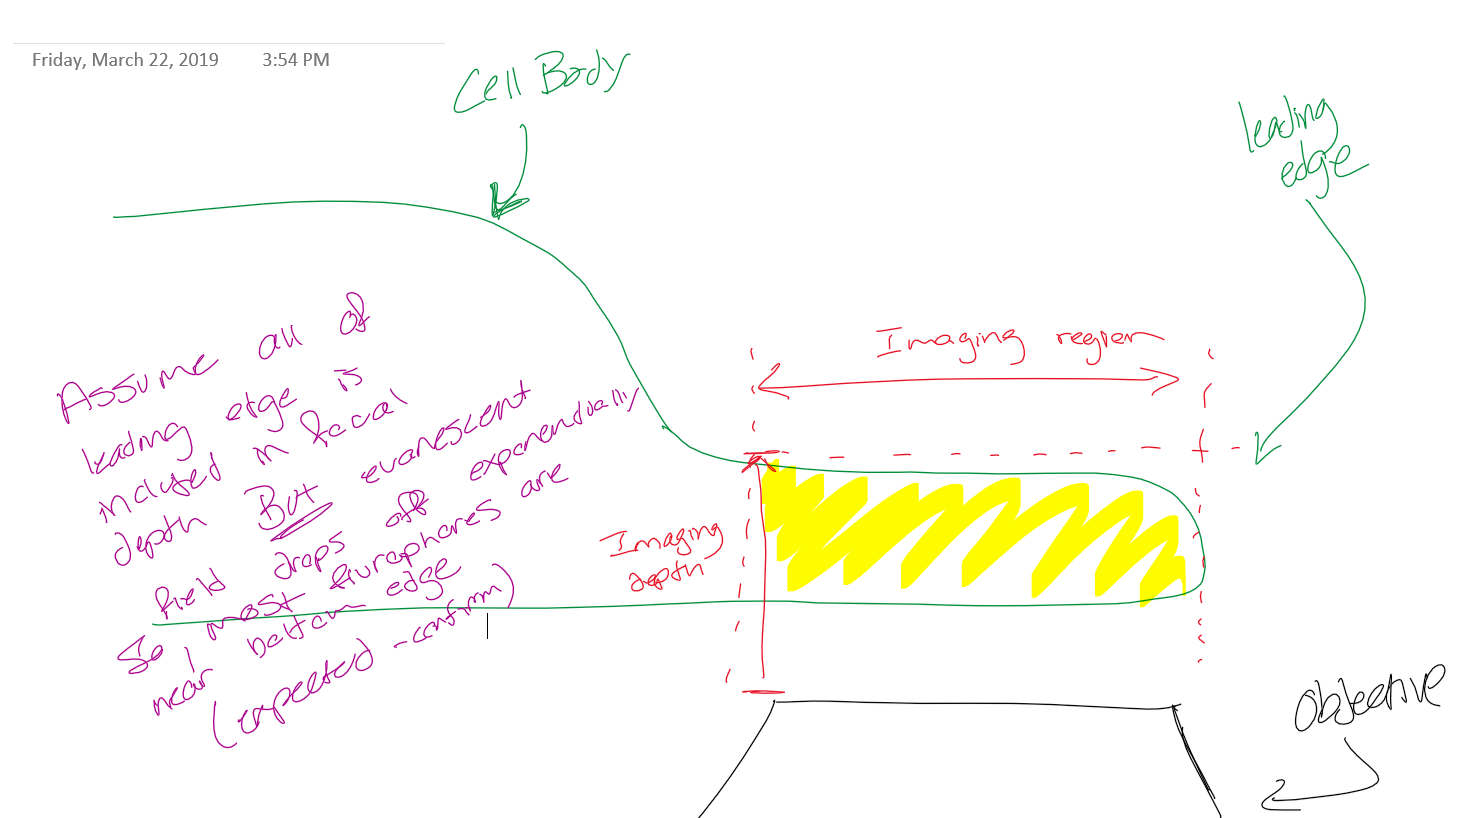 Friday, March 22, 2019 3:54 PM
Cell Body
leading
edge
Imaging region
Assume all of
leading edge is
included in focal
depth But evanescent
field drops off exponentially
So, most flurophores are
near bottom edge
(expected - confirm)
Imaging
depth
Objective